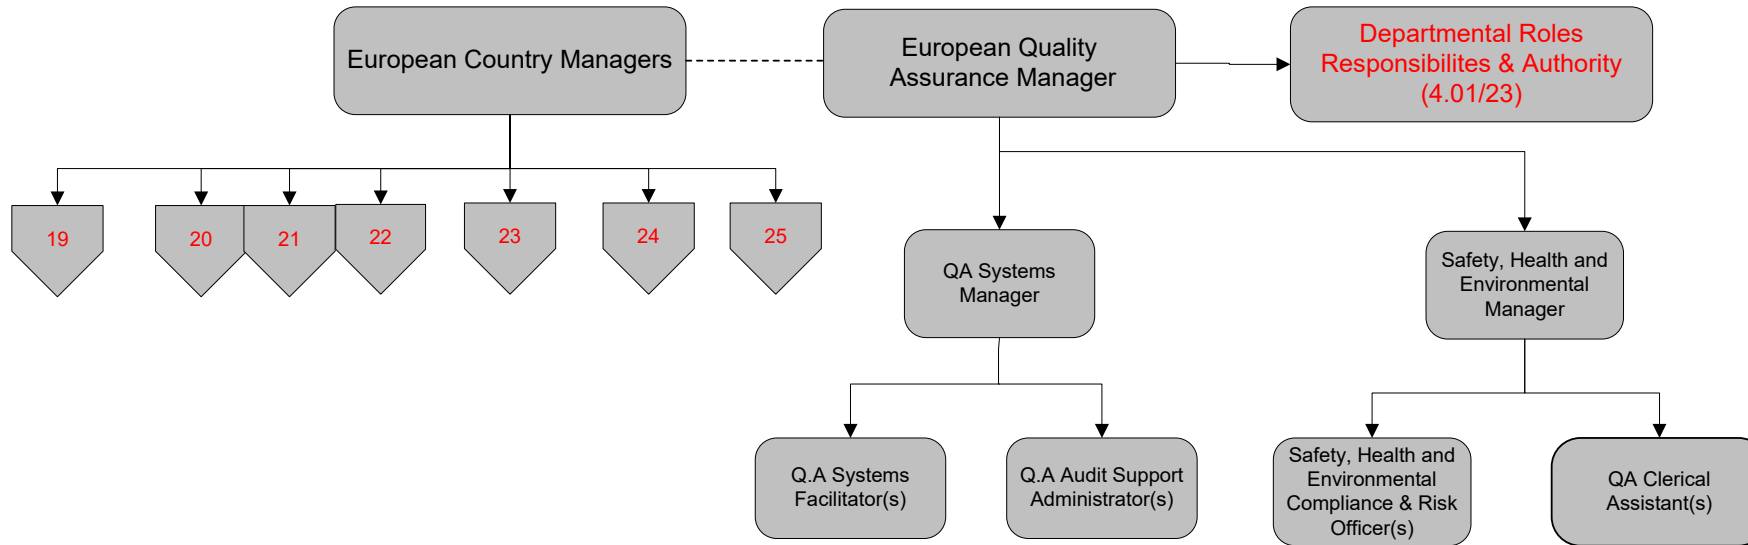 European Country Managers
European Quality
Assurance Manager
Departmental Roles
Responsibilites & Authority
(4.01/23)
19
20
21
22
23
24
25
QA Systems
Manager
Safety, Health and
Environmental
Manager
Q.A Systems
Facilitator(s)
Q.A Audit Support
Administrator(s)
Safety, Health and
Environmental
Compliance & Risk
Officer(s)
QA Clerical
Assistant(s)